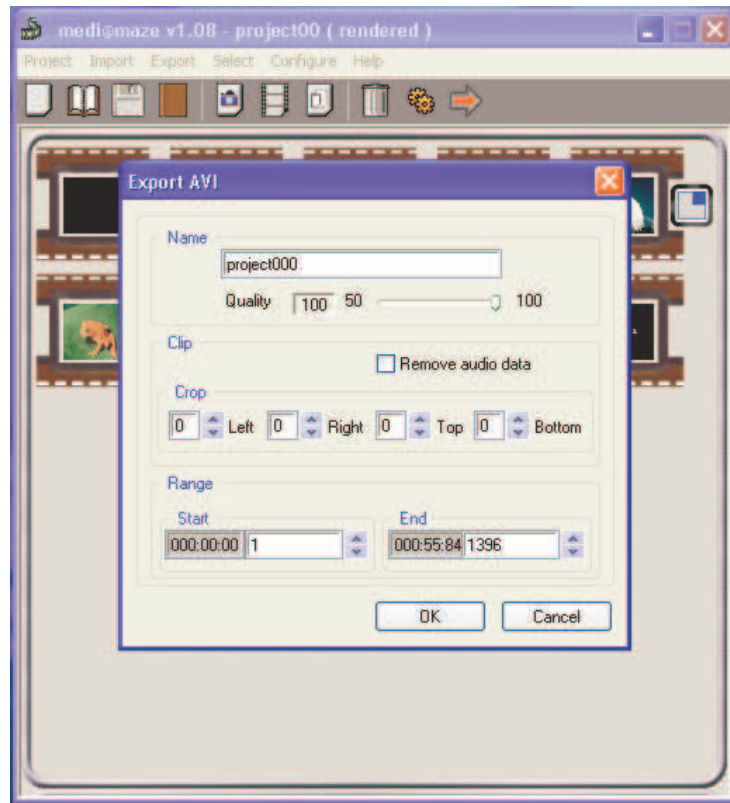 medi@maze v1.08 - project00 ( rendered )
Project Import Export Select Configure Help
Export AVI
Name
project000
Quality 100 50 100
Clip
Remove audio data
Crop
0 Left 0 Right 0 Top 0 Bottom
Range
Start End
000:00:00 1 000:55:84 1396
OK Cancel